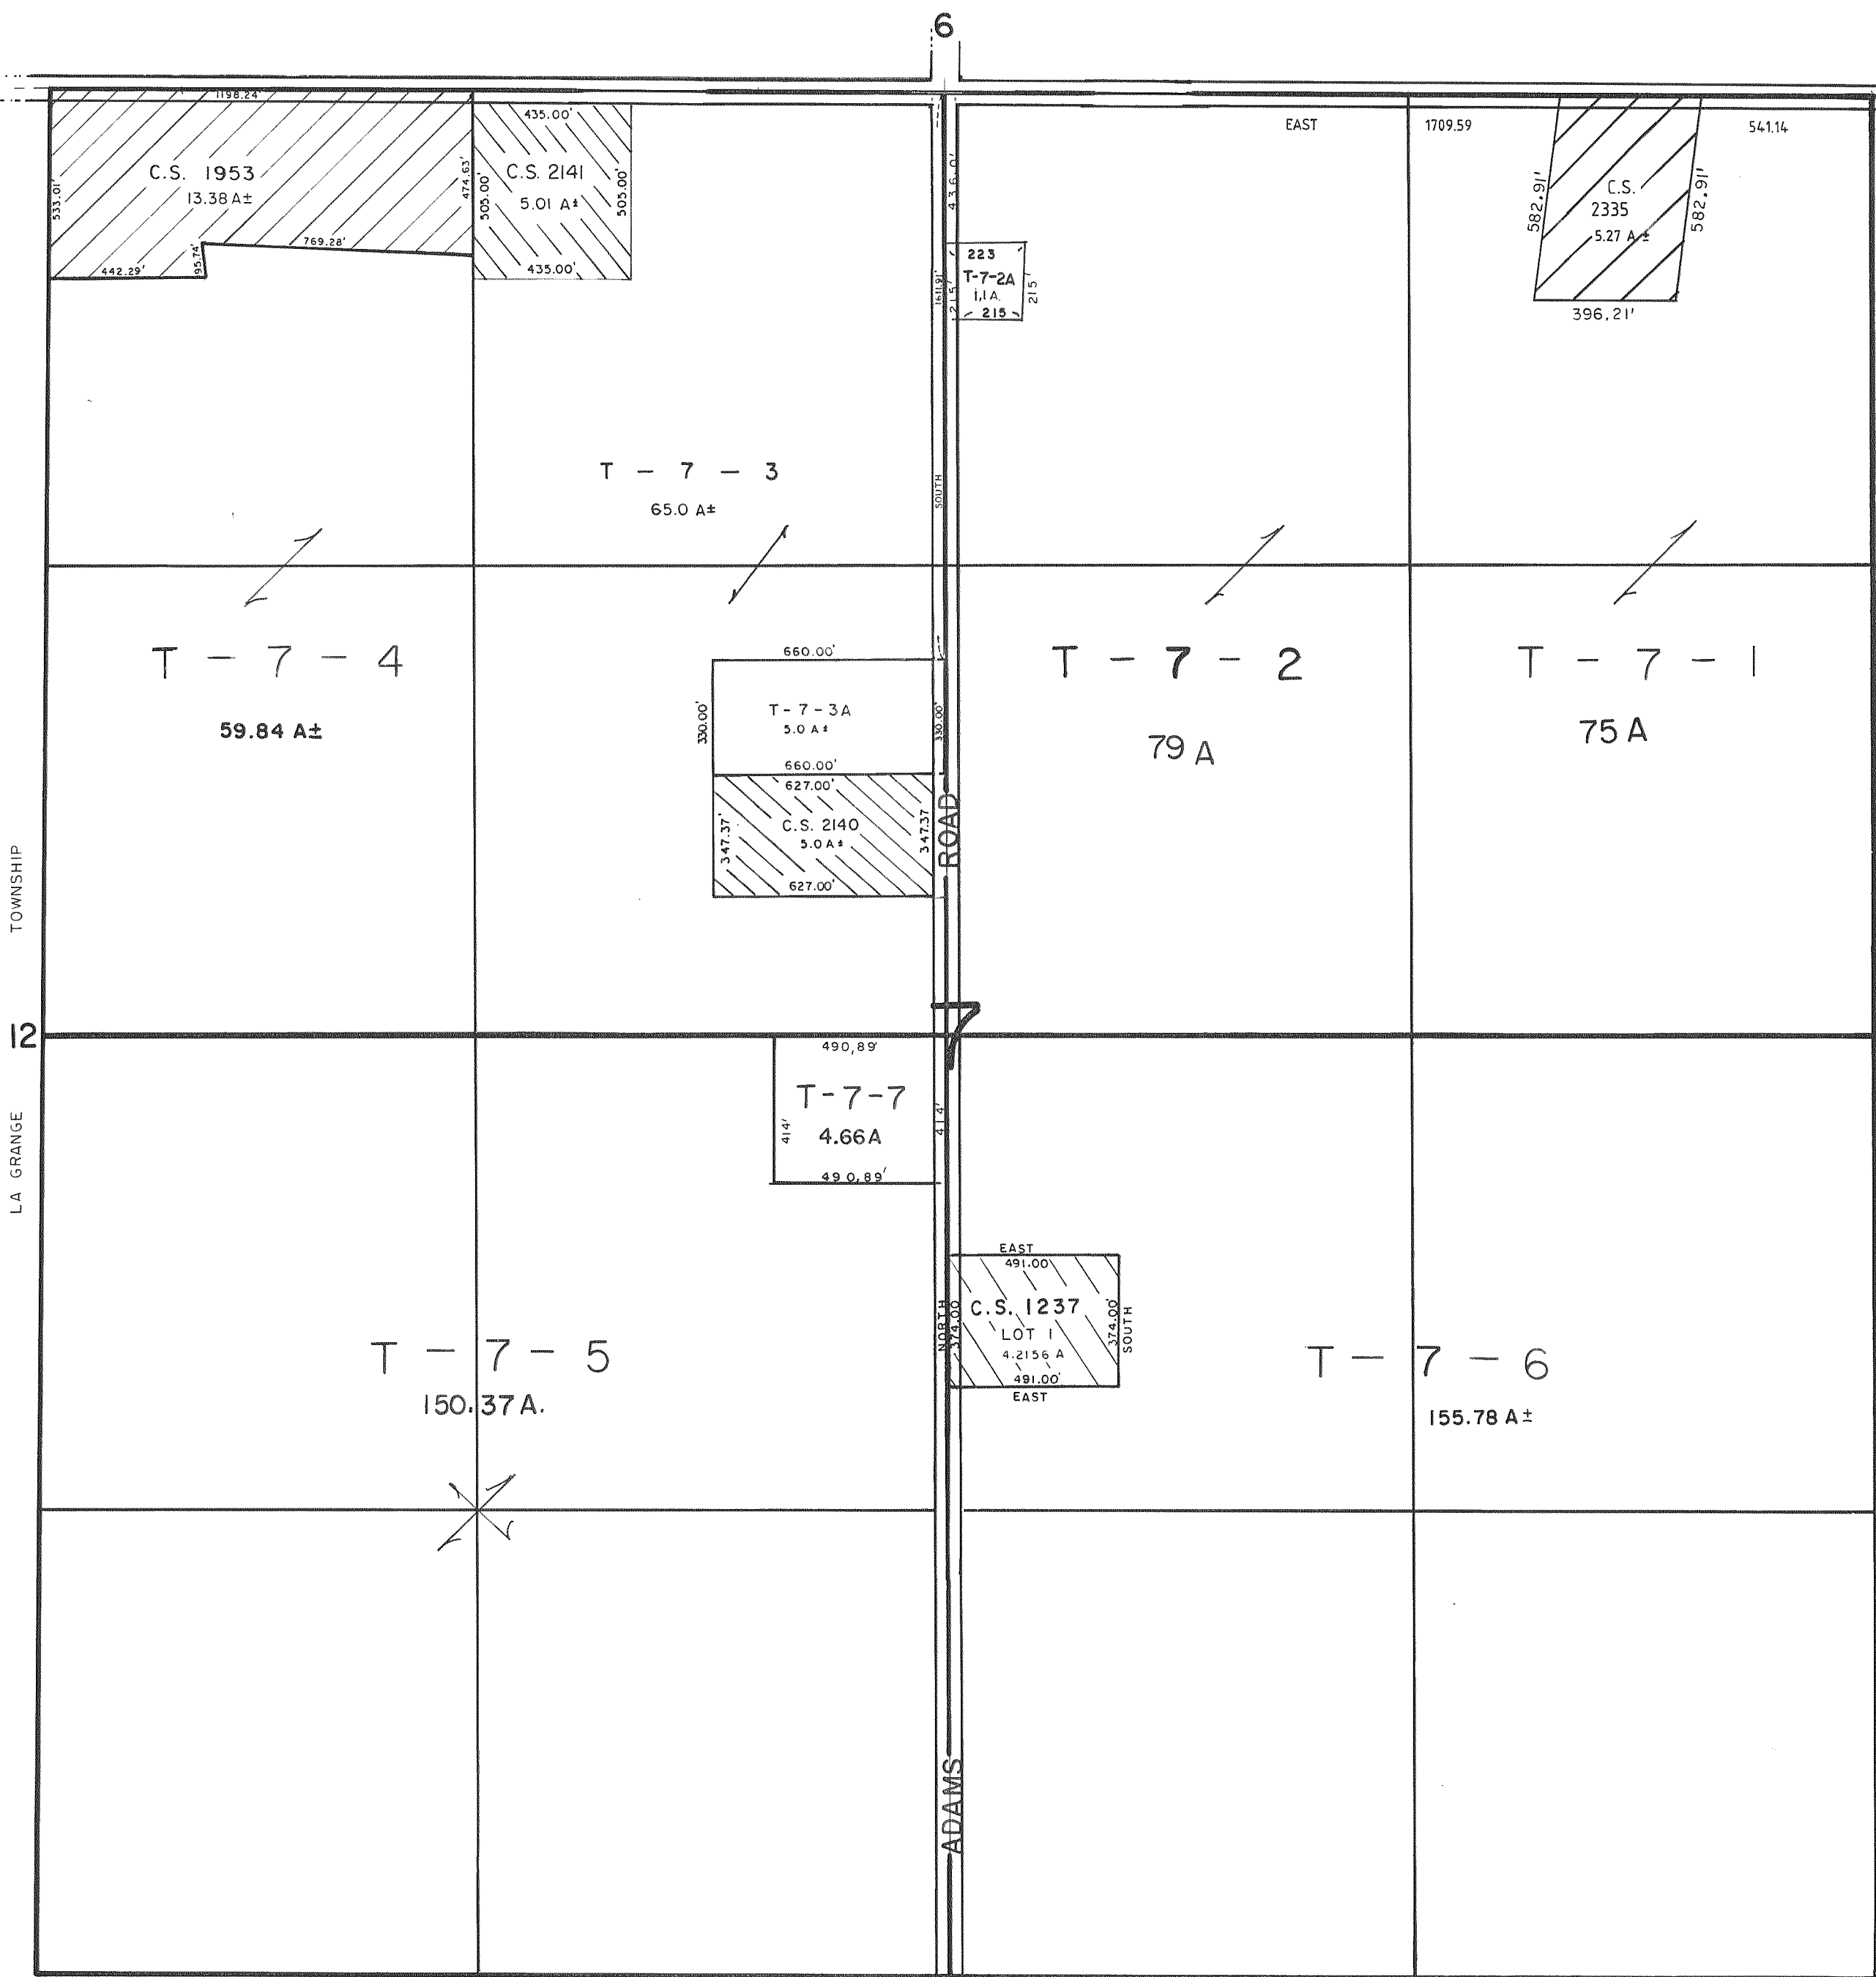 6
1198.24'
533.01'
C.S. 1953
13.38 A±
474.63'
442.29'
95.74'
769.28'
435.00'
505.00'
C.S. 2141
5.01 A±
505.00'
435.00'
436.0'
EAST
1709.59
541.14
582.91'
C.S.
2335
5.27 A±
582.91'
396,21'
223
T-7-2A
1,1 A.
215'
215'
215
1611.91'
SOUTH
T - 7 - 3
65.0 A±
T - 7 - 4
59.84 A±
660.00'
330.00'
T-7-3A
5.0 A±
330.00'
660.00'
627.00'
347.37'
C.S. 2140
5.0 A±
347.37
627.00'
T - 7 - 2
79 A
T - 7 - 1
75 A
ROAD
TOWNSHIP
12
7
LA GRANGE
490,89'
T-7-7
414'
4.66 A
414'
490,89'
EAST
491.00'
NORTH
374.00
C.S. 1237
LOT 1
4.2156 A
374.00'
SOUTH
491.00'
EAST
T - 7 - 5
150.37 A.
T - 7 - 6
155.78 A±
ADAMS